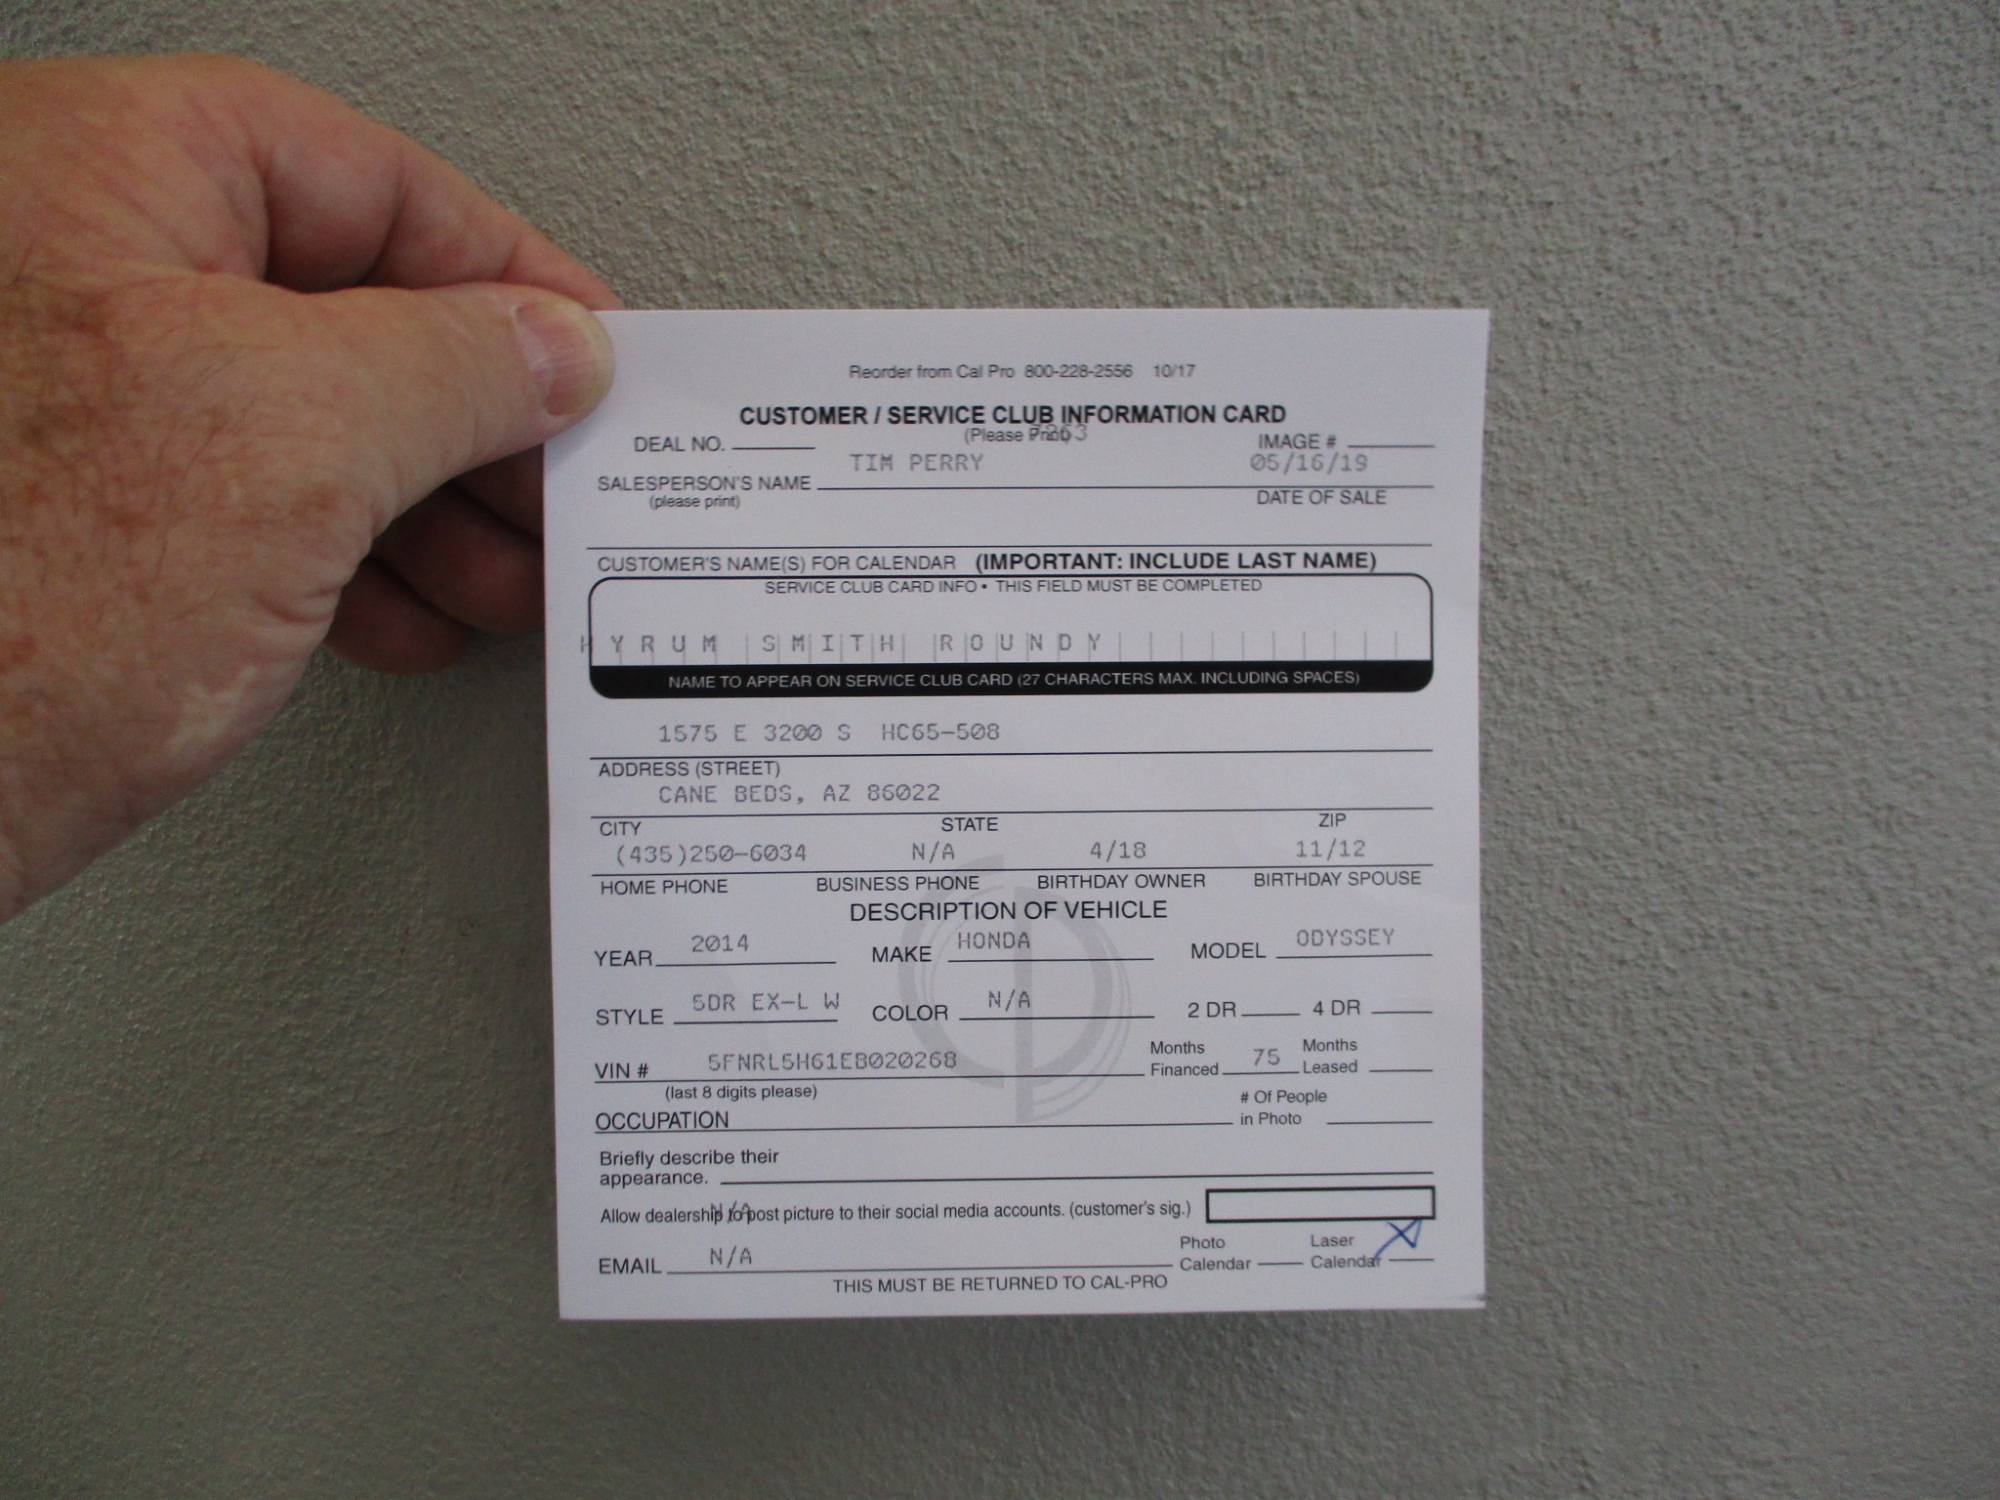 Reorder from Cal Pro 800-228-2556 10/17
CUSTOMER / SERVICE CLUB INFORMATION CARD
(Please Print)
DEAL NO. IMAGE #
TIM PERRY 05/16/19
SALESPERSON'S NAME
(please print) DATE OF SALE
CUSTOMER'S NAME(S) FOR CALENDAR (IMPORTANT: INCLUDE LAST NAME)
SERVICE CLUB CARD INFO • THIS FIELD MUST BE COMPLETED
HYRUM SMITH ROUNDY
NAME TO APPEAR ON SERVICE CLUB CARD (27 CHARACTERS MAX. INCLUDING SPACES)
1575 E 3200 S HC65-508
ADDRESS (STREET)
CANE BEDS, AZ 86022
CITY STATE ZIP
(435)250-6034 N/A 4/18 11/12
HOME PHONE BUSINESS PHONE BIRTHDAY OWNER BIRTHDAY SPOUSE
DESCRIPTION OF VEHICLE
YEAR 2014 MAKE HONDA MODEL ODYSSEY
STYLE 5DR EX-L W COLOR N/A 2 DR 4 DR
VIN # 5FNRL5H61EB020268 Months Financed 75 Months Leased
(last 8 digits please)
OCCUPATION # Of People in Photo
Briefly describe their
appearance.
N/A
Allow dealership to post picture to their social media accounts. (customer's sig.)
EMAIL N/A Photo Calendar Laser Calendar X
THIS MUST BE RETURNED TO CAL-PRO